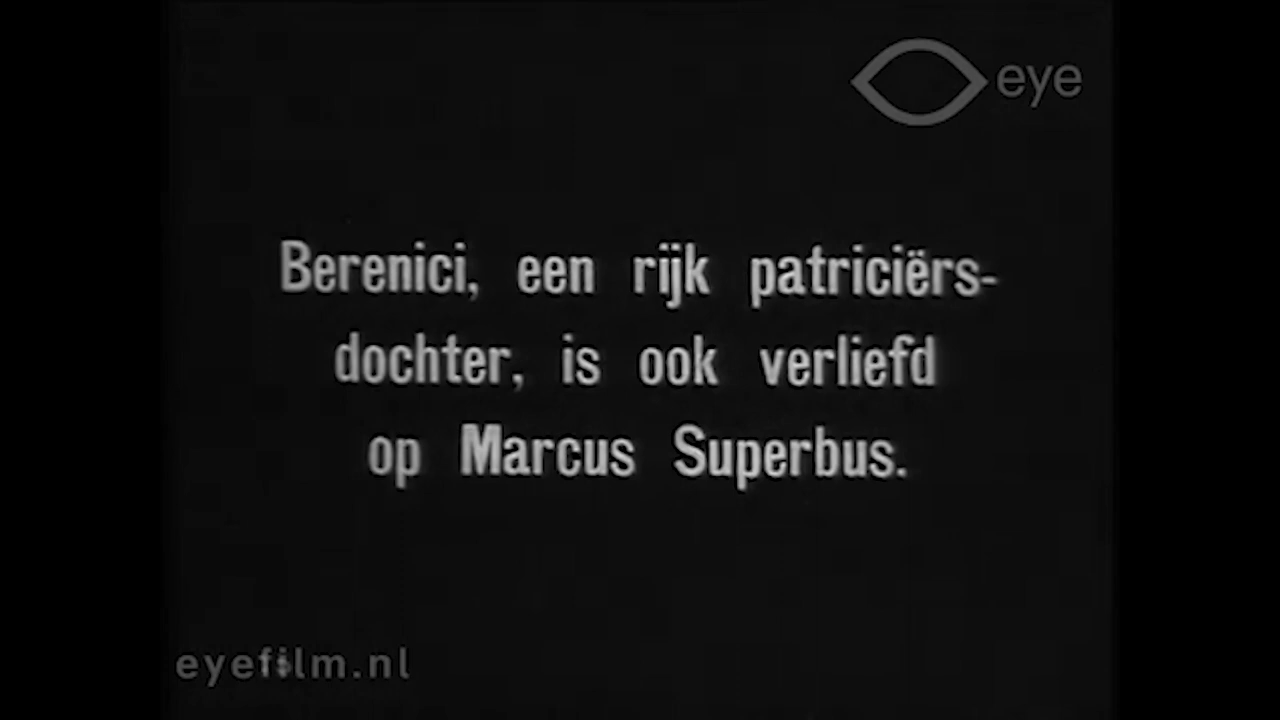 eye
Berenici, een rijk patriciërs-
dochter, is ook verliefd
op Marcus Superbus.
eyefilm.nl